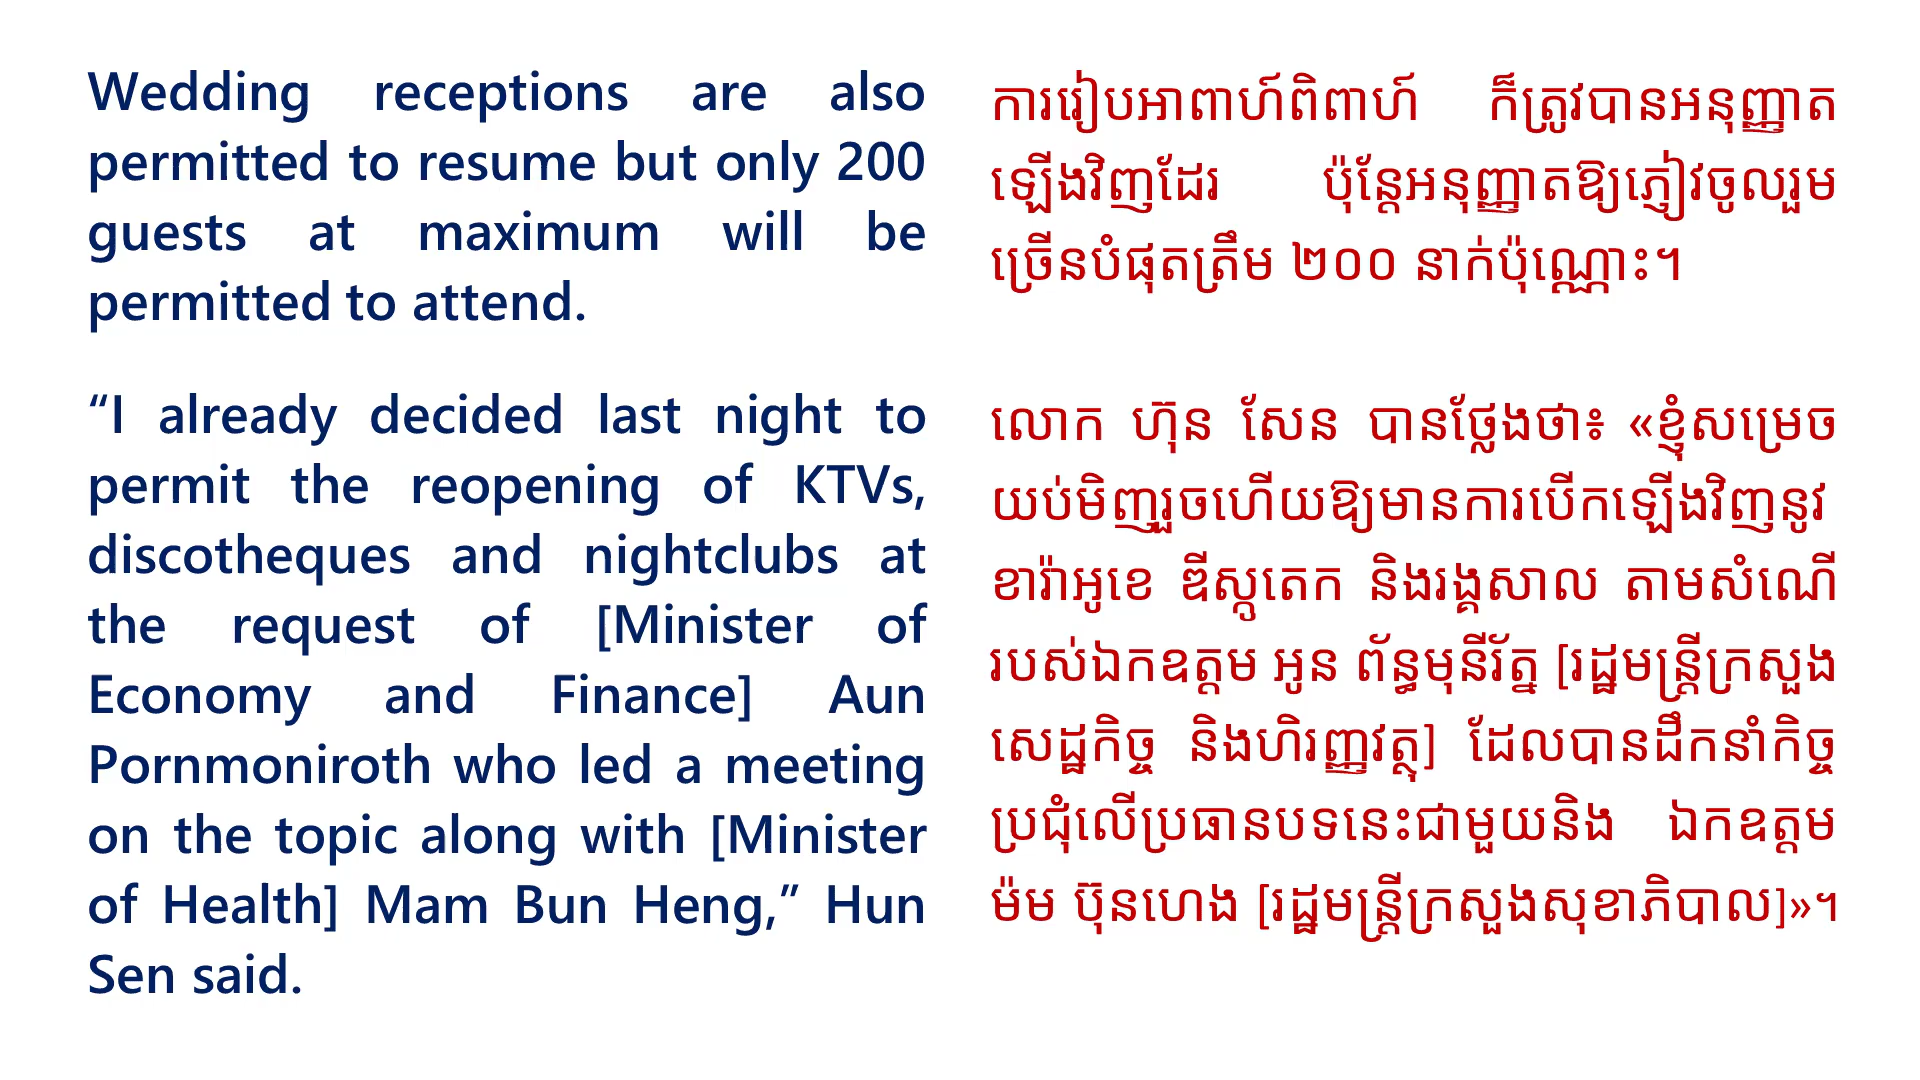 Wedding receptions are also
permitted to resume but only 200
guests at maximum will be
permitted to attend.
“I already decided last night to
permit the reopening of KTVs,
discotheques and nightclubs at
the request of [Minister of
Economy and Finance] Aun
Pornmoniroth who led a meeting
on the topic along with [Minister
of Health] Mam Bun Heng,” Hun
Sen said.
ការរៀបអាពាហ៍ពិពាហ៍ ក៏ត្រូវបានអនុញ្ញាត
ឡើងវិញដែរ ប៉ុន្តែអនុញ្ញាតឱ្យភ្ញៀវចូលរួម
ច្រើនបំផុតត្រឹម ២០០ នាក់ប៉ុណ្ណោះ។
លោក ហ៊ុន សែន បានថ្លែងថា៖ «ខ្ញុំសម្រេច
យប់មិញរួចហើយឱ្យមានការបើកឡើងវិញនូវ
ខារ៉ាអូខេ ឌីស្កូតេក និងរង្គសាល តាមសំណើ
របស់ឯកឧត្តម អូន ព័ន្ធមុនីរ័ត្ន [រដ្ឋមន្ត្រីក្រសួង
សេដ្ឋកិច្ច និងហិរញ្ញវត្ថុ] ដែលបានដឹកនាំកិច្ច
ប្រជុំលើប្រធានបទនេះជាមួយនិង ឯកឧត្តម
ម៉ម ប៊ុនហេង [រដ្ឋមន្ត្រីក្រសួងសុខាភិបាល]»។